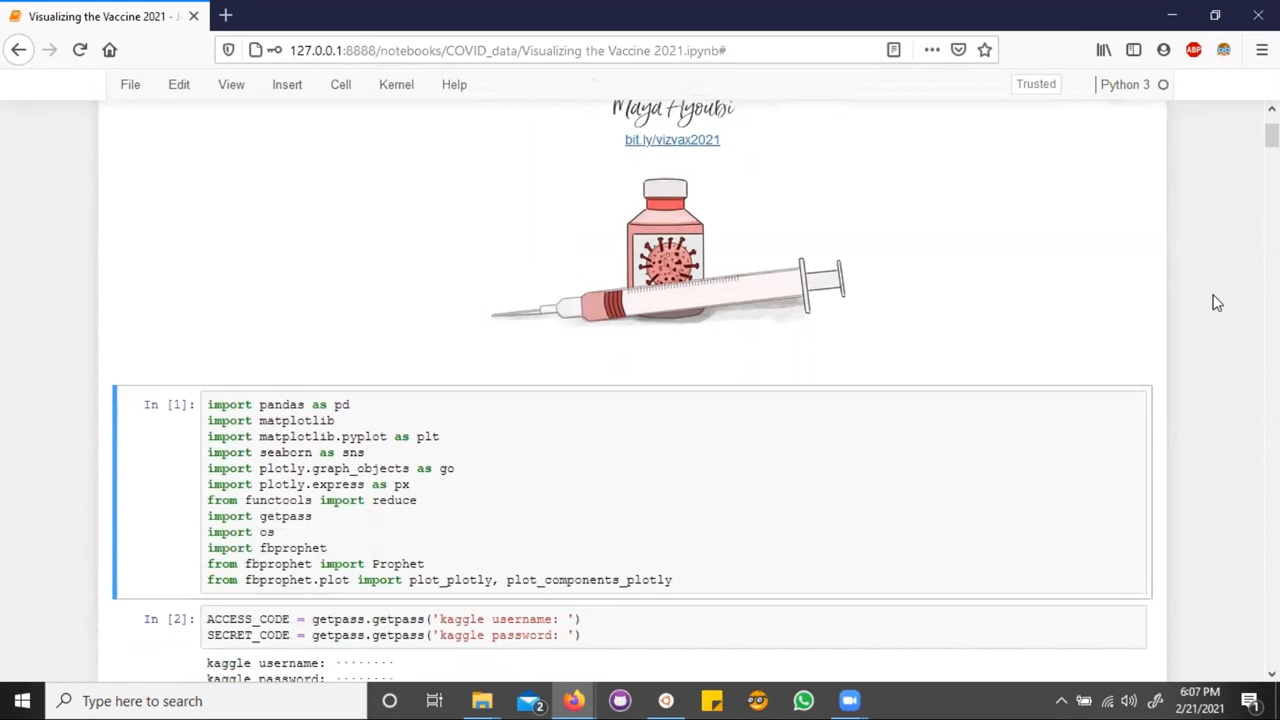 Visualizing the Vaccine 2021 - J
127.0.0.1:8888/notebooks/COVID_data/Visualizing the Vaccine 2021.ipynb#
ABP
File Edit View Insert Cell Kernel Help
Trusted
Python 3
Maya Ayoubi
bit.ly/vizvax2021
In [1]:
import pandas as pd
import matplotlib
import matplotlib.pyplot as plt
import seaborn as sns
import plotly.graph_objects as go
import plotly.express as px
from functools import reduce
import getpass
import os
import fbprophet
from fbprophet import Prophet
from fbprophet.plot import plot_plotly, plot_components_plotly
In [2]:
ACCESS_CODE = getpass.getpass('kaggle username: ')
SECRET_CODE = getpass.getpass('kaggle password: ')
kaggle username: ········
kaggle password: ········
Type here to search
2
6:07 PM
2/21/2021
1